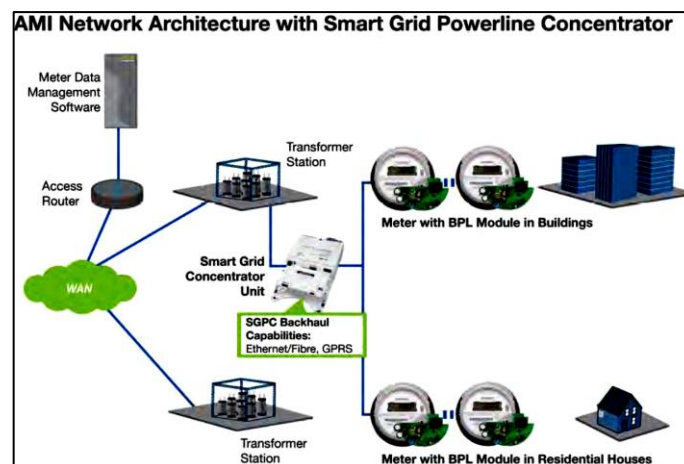 AMI Network Architecture with Smart Grid Powerline Concentrator
Meter Data
Management
Software
Transformer
Station
Access
Router
Meter with BPL Module in Buildings
Smart Grid
Concentrator
Unit
WAN
SGPC Backhaul
Capabilities:
Ethernet/Fibre, GPRS
Transformer
Station
Meter with BPL Module in Residential Houses